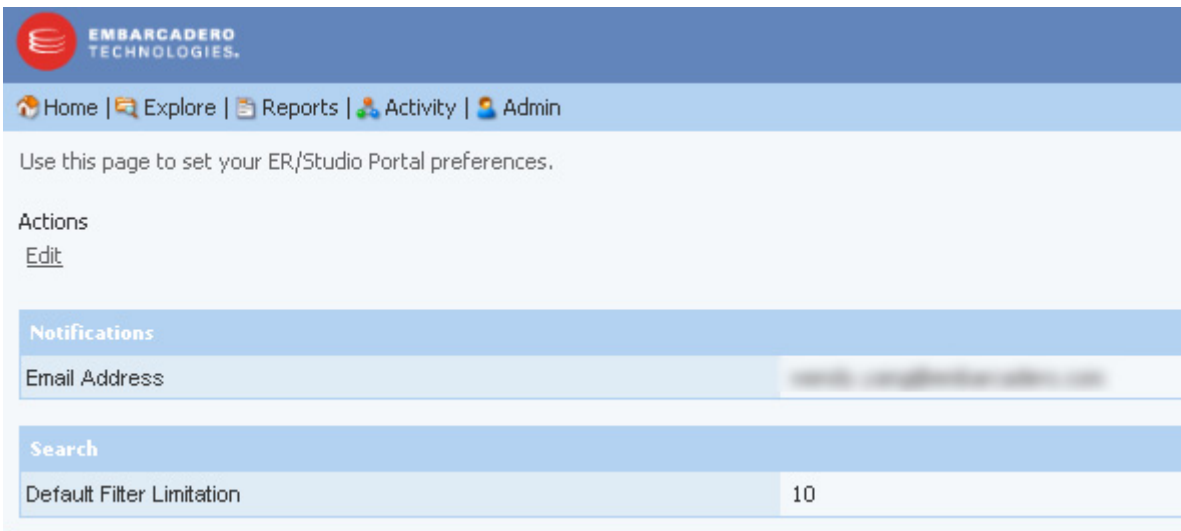 EMBARCADERO
TECHNOLOGIES.
Home | Explore | Reports | Activity | Admin
Use this page to set your ER/Studio Portal preferences.
Actions
Edit
Notifications
Email Address
Search
Default Filter Limitation 10